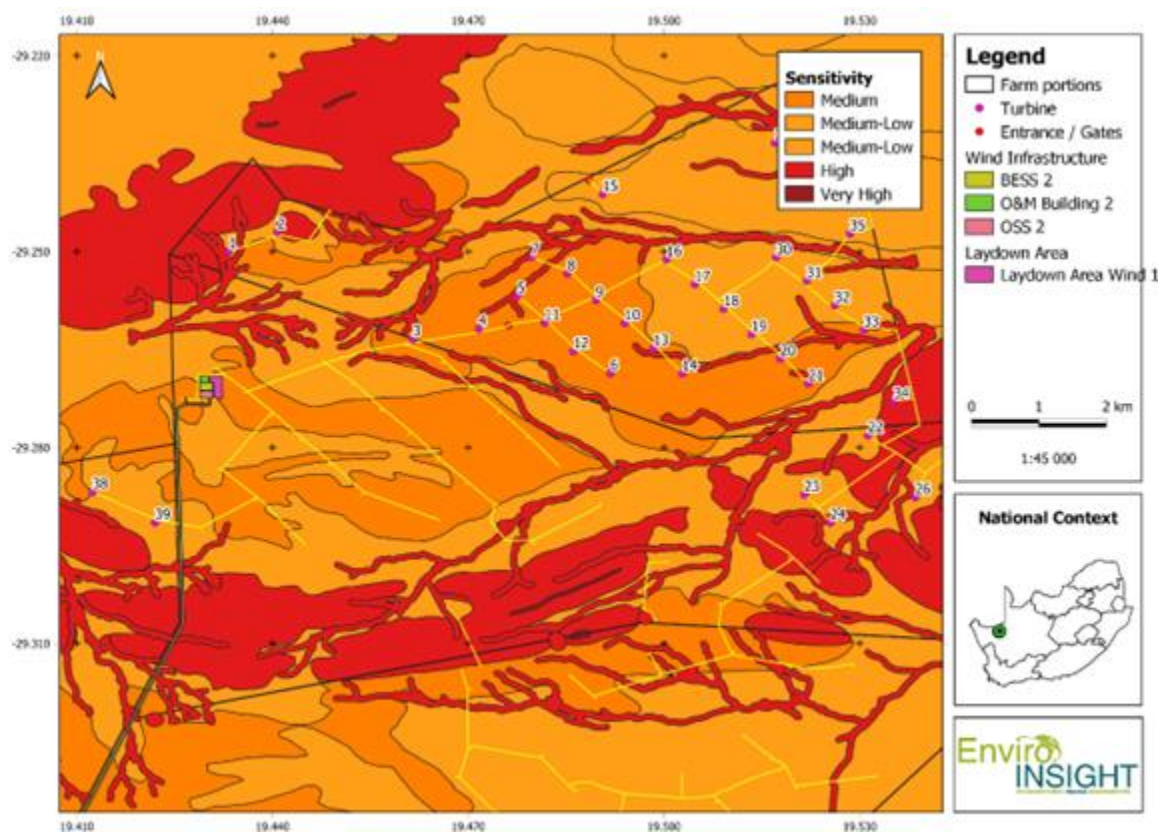 19.410 19.440 19.470 19.500 19.530
-29.220
-29.250
-29.280
-29.310
19.410 19.440 19.470 19.500 19.530
N
Sensitivity
Medium
Medium-Low
Medium-Low
High
Very High
1
2
3
4
5
6
7
8
9
10
11
12
13
14
15
16
17
18
19
20
21
22
23
24
26
30
31
32
33
34
35
38
39
Legend
Farm portions
Turbine
Entrance / Gates
Wind Infrastructure
BESS 2
O&M Building 2
OSS 2
Laydown Area
Laydown Area Wind 1
0 1 2 km
1:45 000
National Context
Enviro
INSIGHT